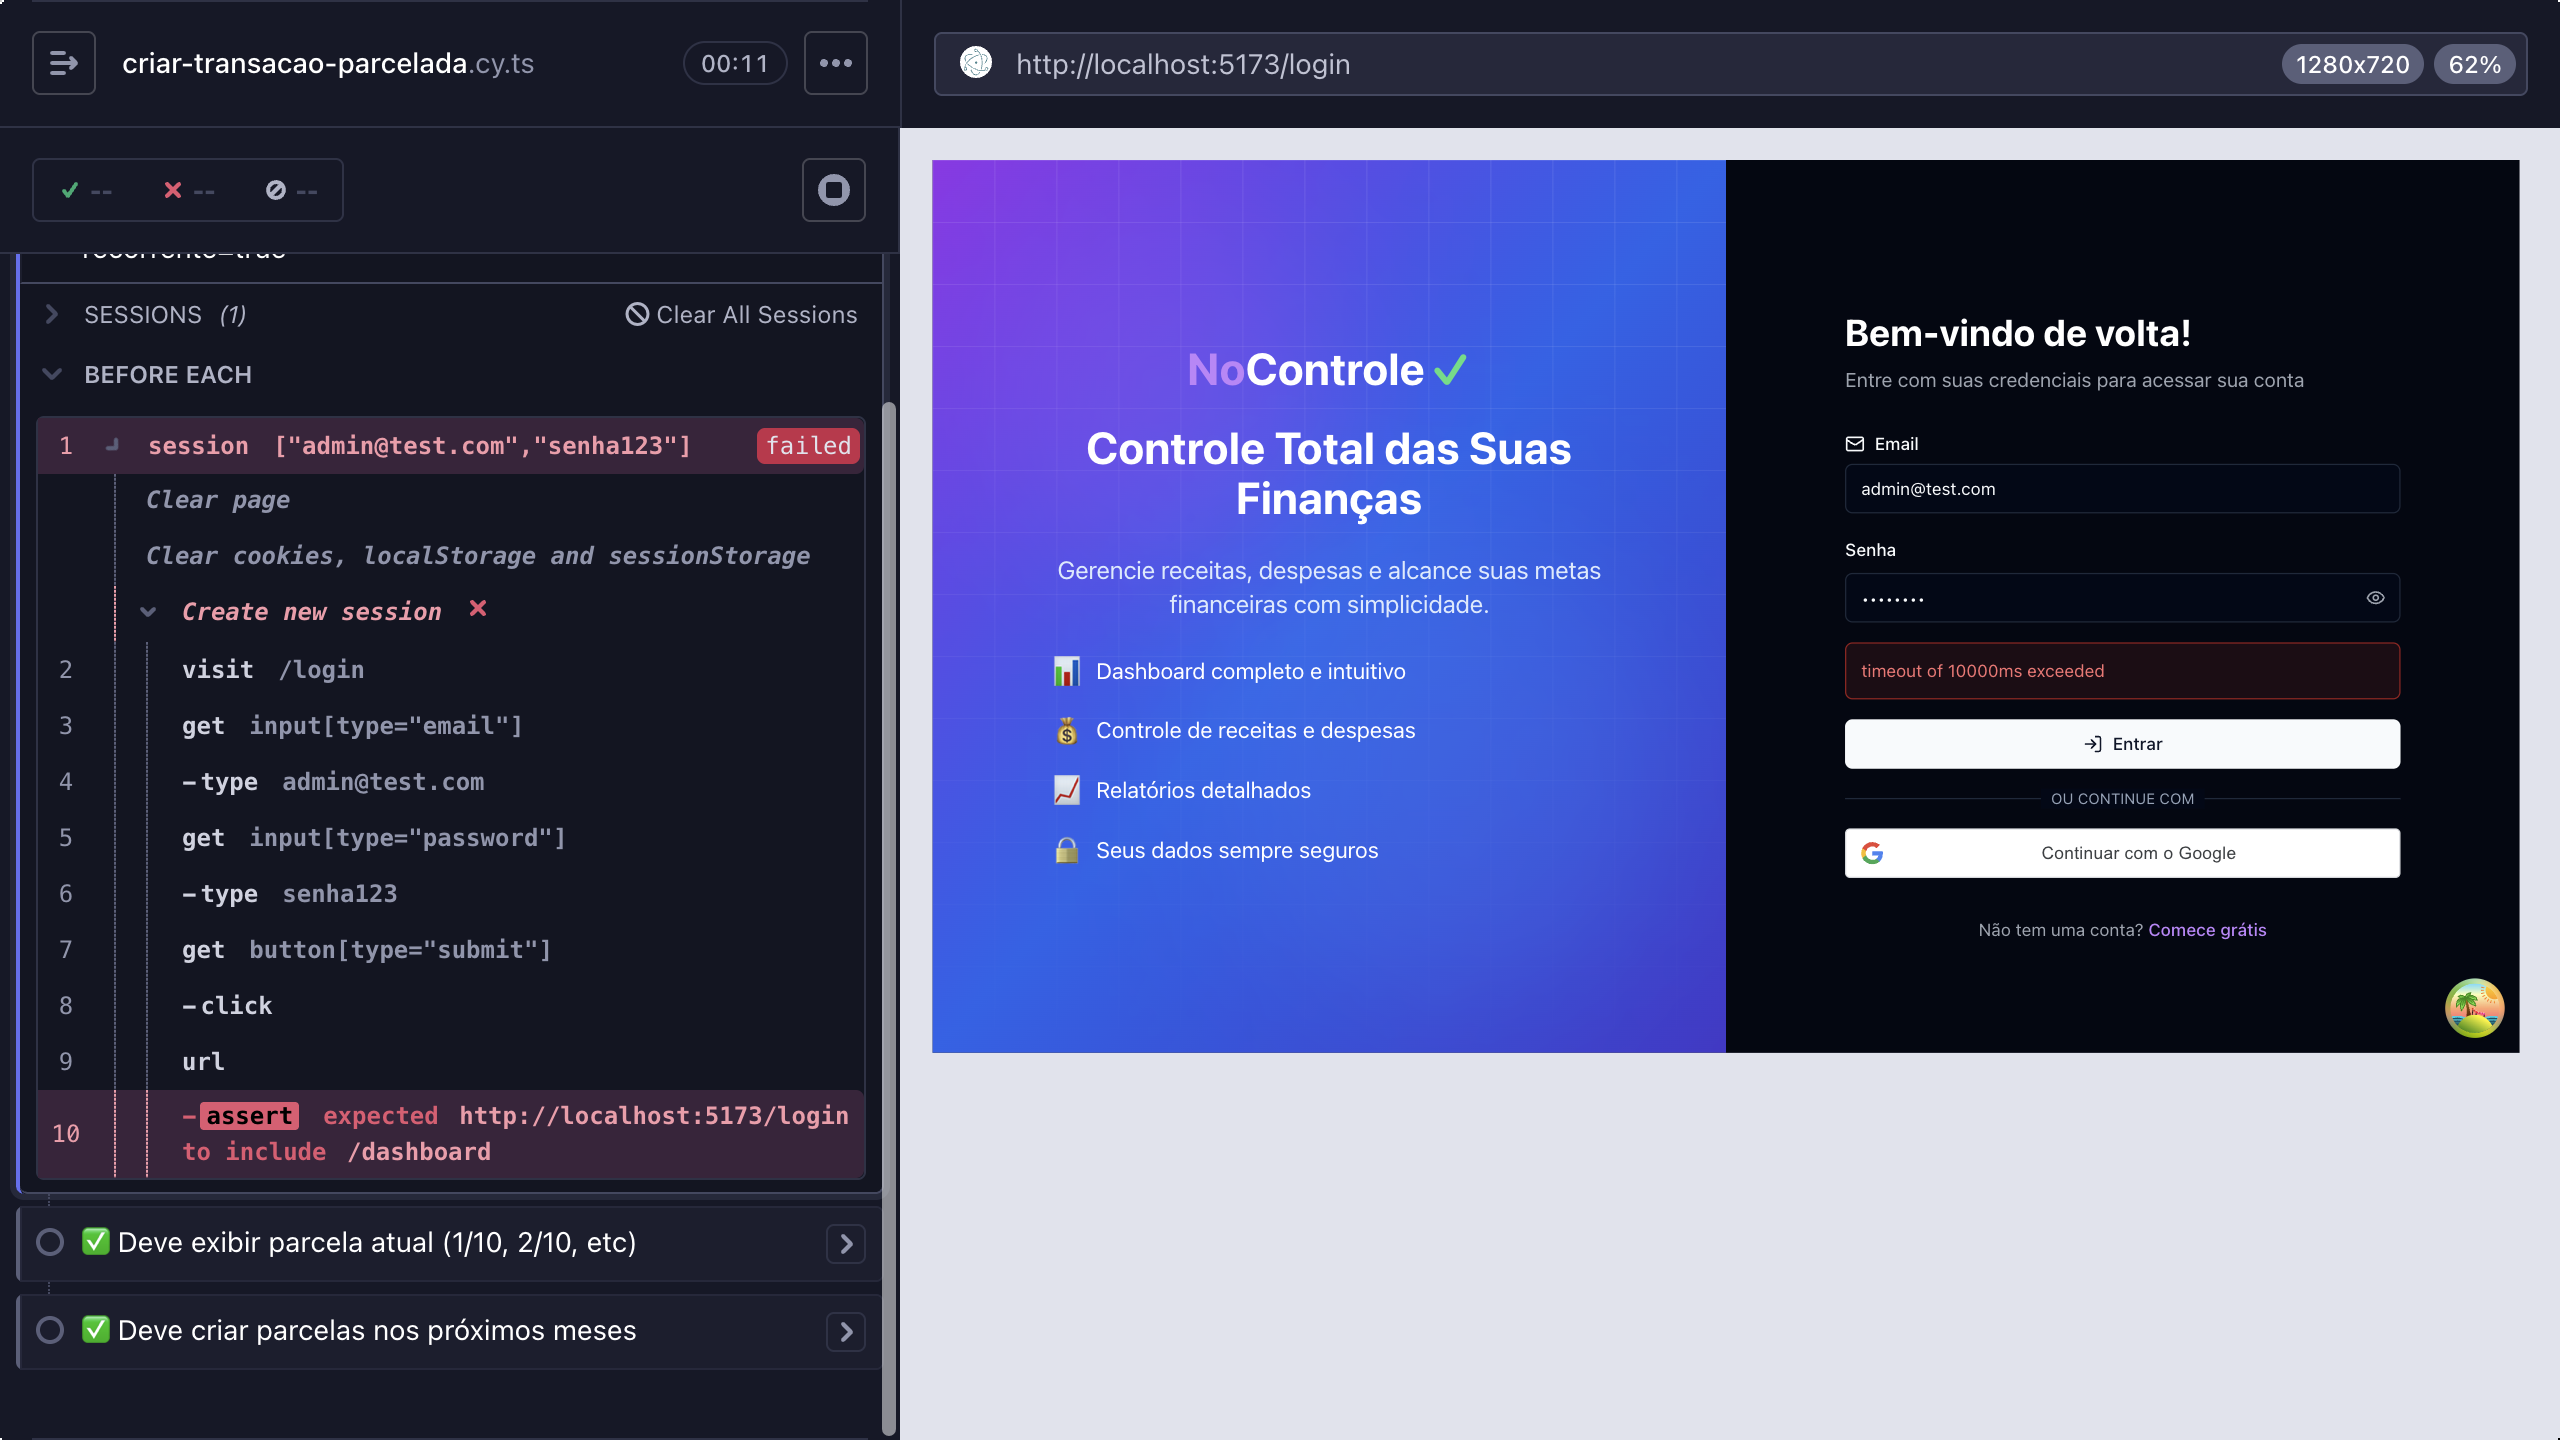 criar-transacao-parcelada.cy.ts
00:11
-- -- --
recorrente=true
SESSIONS (1)
Clear All Sessions
BEFORE EACH
1 session ["admin@test.com","senha123"] failed
Clear page
Clear cookies, localStorage and sessionStorage
Create new session
2 visit /login
3 get input[type="email"]
4 -type admin@test.com
5 get input[type="password"]
6 -type senha123
7 get button[type="submit"]
8 -click
9 url
10 -assert expected http://localhost:5173/login
to include /dashboard
Deve exibir parcela atual (1/10, 2/10, etc)
Deve criar parcelas nos próximos meses
http://localhost:5173/login
1280x720
62%
NoControle
Controle Total das Suas
Finanças
Gerencie receitas, despesas e alcance suas metas
financeiras com simplicidade.
Dashboard completo e intuitivo
Controle de receitas e despesas
Relatórios detalhados
Seus dados sempre seguros
Bem-vindo de volta!
Entre com suas credenciais para acessar sua conta
Email
admin@test.com
Senha
••••••••
timeout of 10000ms exceeded
Entrar
OU CONTINUE COM
Continuar com o Google
Não tem uma conta? Comece grátis